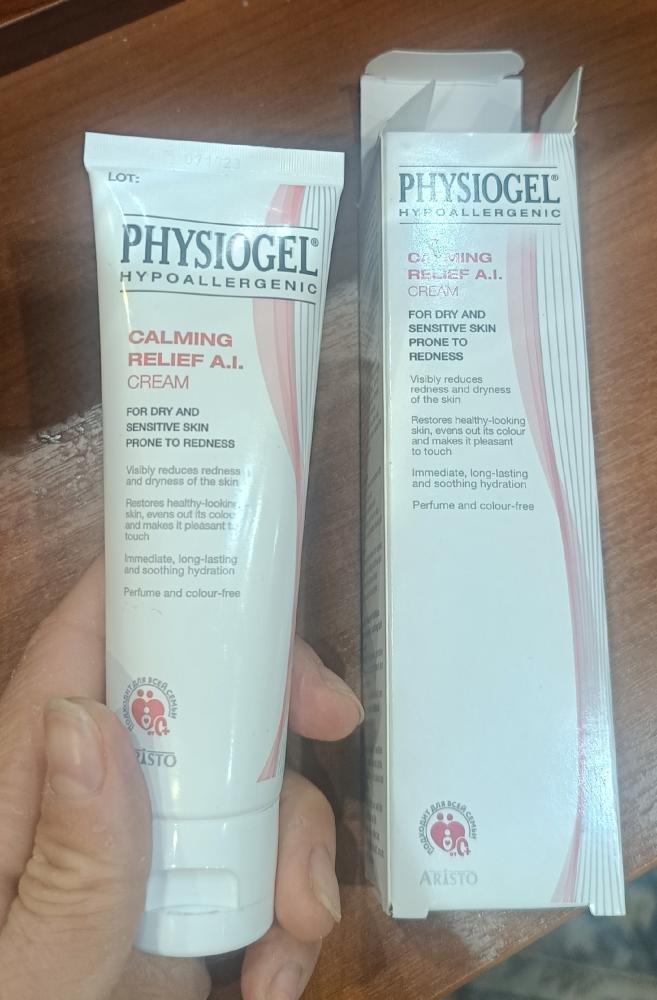 071123
LOT:
PHYSIOGEL®
HYPOALLERGENIC
CALMING
RELIEF A.I.
CREAM
FOR DRY AND
SENSITIVE SKIN
PRONE TO REDNESS
Visibly reduces redness
and dryness of the skin
Restores healthy-looking
skin, evens out its colour
and makes it pleasant
touch
Immediate, long-lasting
and soothing hydration
Perfume and colour-free
ПОДХОДИТ ДЛЯ ВСЕЙ СЕМЬИ
ARISTO
PHYSIOGEL®
HYPOALLERGENIC
CALMING
RELIEF A.I.
CREAM
FOR DRY AND
SENSITIVE SKIN
PRONE TO
REDNESS
Visibly reduces
redness and dryness
of the skin
Restores healthy-looking
skin, evens out its colour
and makes it pleasant
to touch
Immediate, long-lasting
and soothing hydration
Perfume and colour-free
ПОДХОДИТ ДЛЯ ВСЕЙ СЕМЬИ
ОТ 0+
ARISTO